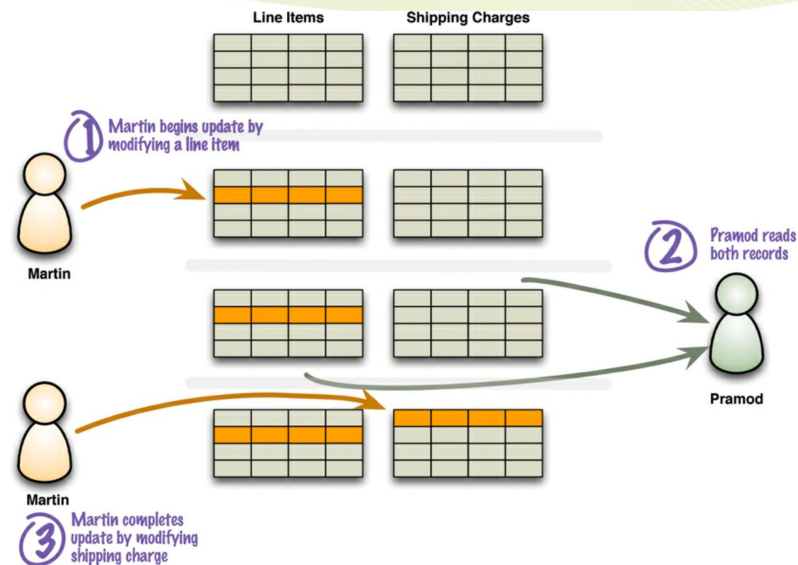 Line Items
Shipping Charges
1
Martin begins update by
modifying a line item
Martin
2
Pramod reads
both records
Pramod
Martin
3
Martin completes
update by modifying
shipping charge